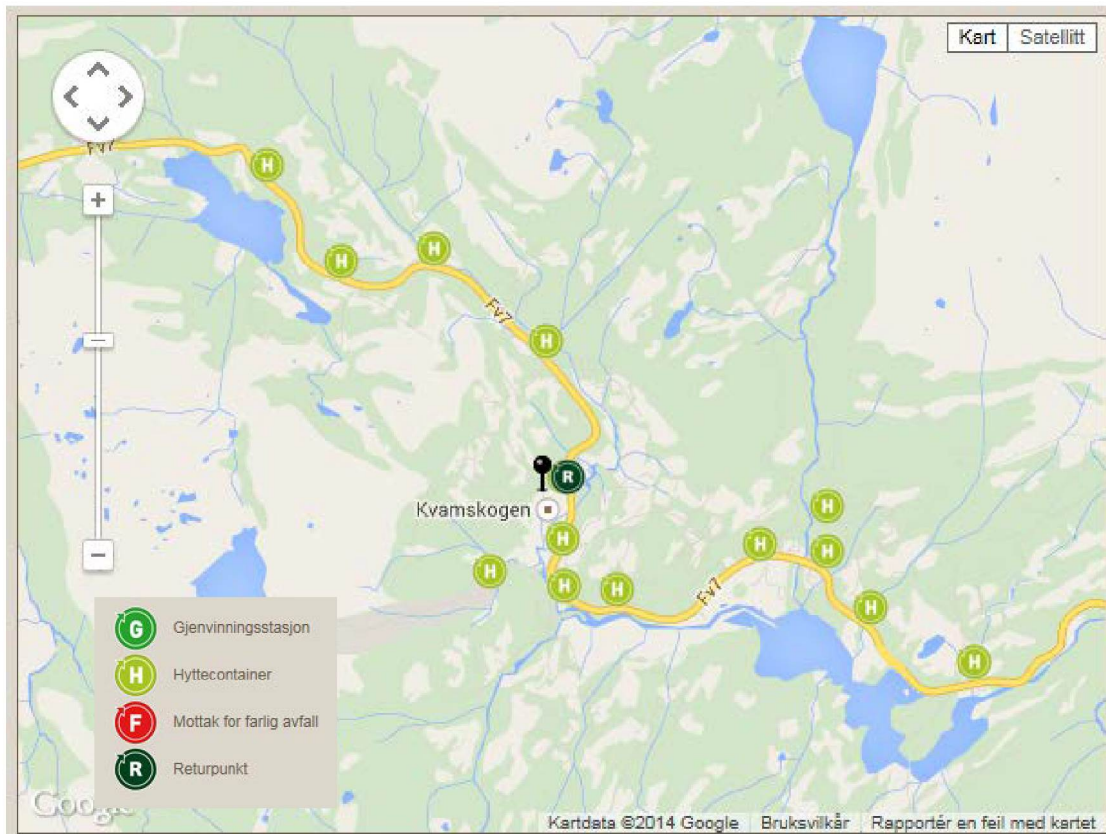 Kart Satellitt
Fv7
H
H
H
Fv7
H
R
Kvamskogen
H
H
H
H
H
H
H
Fv7
H
H
G Gjenvinningsstasjon
H Hyttecontainer
F Mottak for farlig avfall
R Returpunkt
Google
Kartdata ©2014 Google Bruksvilkår Rapportér en feil med kartet